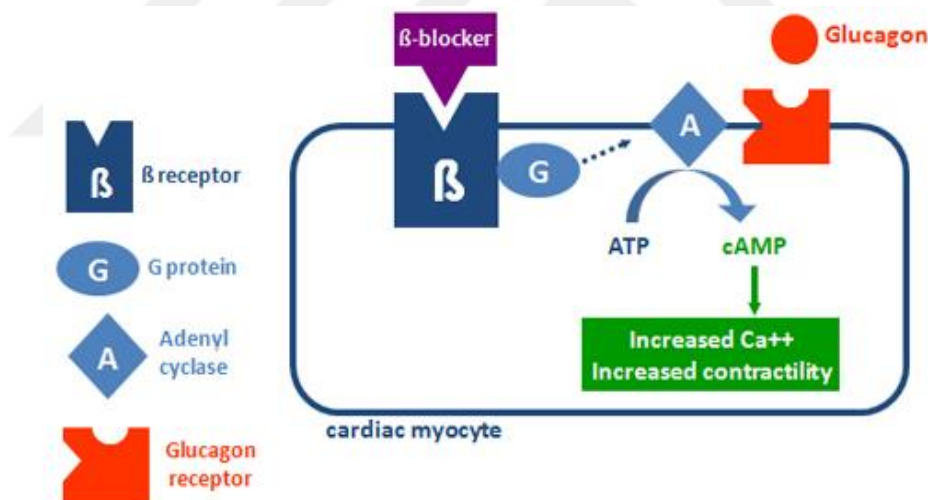 ß-blocker
Glucagon
ß
ß receptor
G
G protein
A
Adenyl
cyclase
Glucagon
receptor
ß
G
A
ATP
cAMP
Increased Ca++
Increased contractility
cardiac myocyte